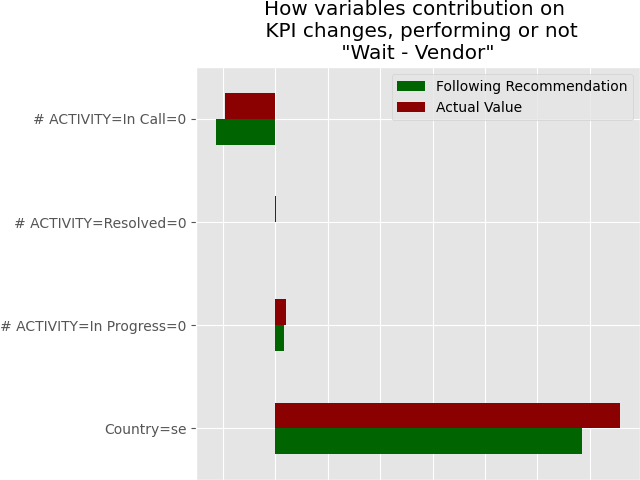 How variables contribution on
KPI changes, performing or not
"Wait - Vendor"
Following Recommendation
Actual Value
# ACTIVITY=In Call=0
# ACTIVITY=Resolved=0
# ACTIVITY=In Progress=0
Country=se